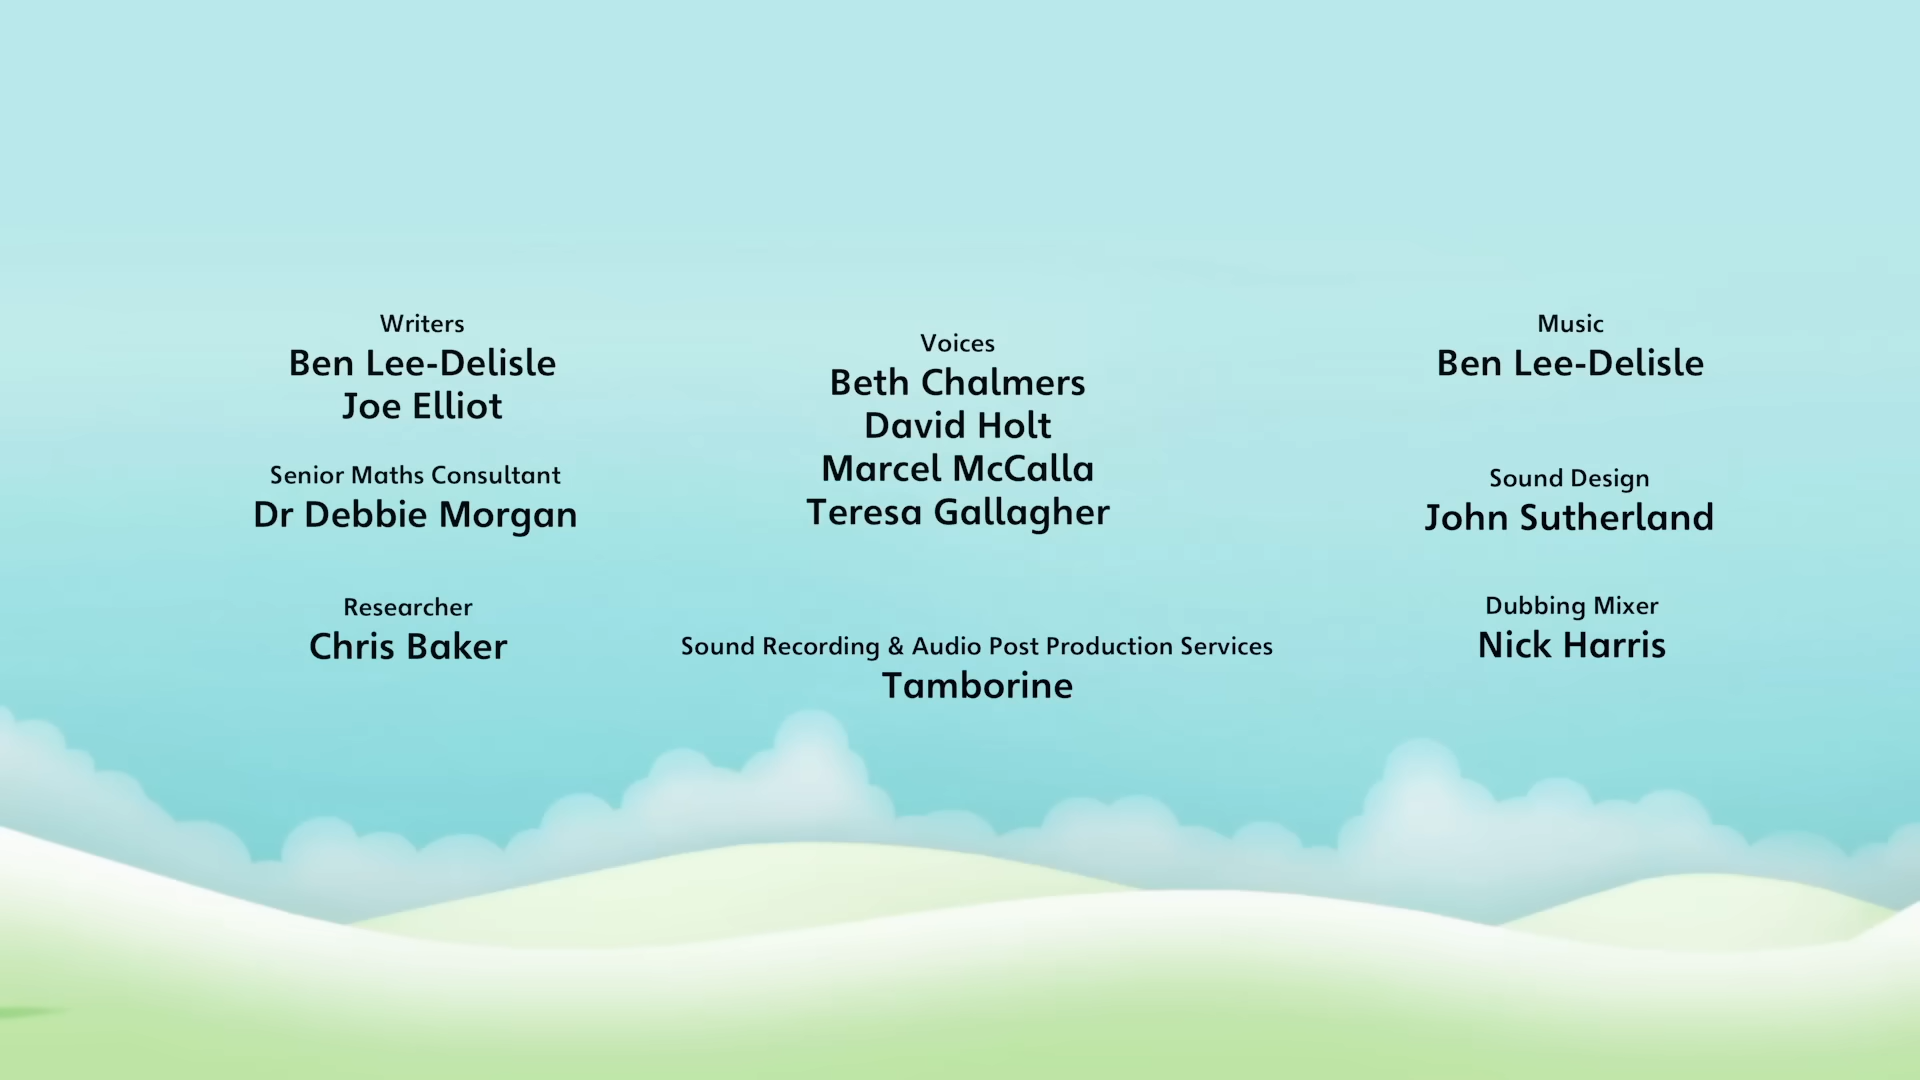 Writers
Ben Lee-Delisle
Joe Elliot
Senior Maths Consultant
Dr Debbie Morgan
Researcher
Chris Baker
Voices
Beth Chalmers
David Holt
Marcel McCalla
Teresa Gallagher
Sound Recording & Audio Post Production Services
Tamborine
Music
Ben Lee-Delisle
Sound Design
John Sutherland
Dubbing Mixer
Nick Harris